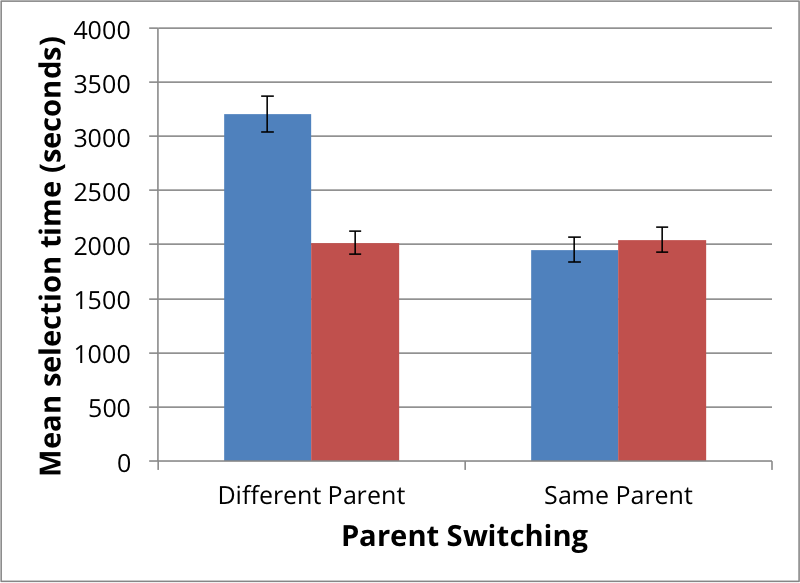 4000
3500
3000
2500
2000
1500
1000
500
0
Mean selection time (seconds)
Different Parent
Same Parent
Parent Switching